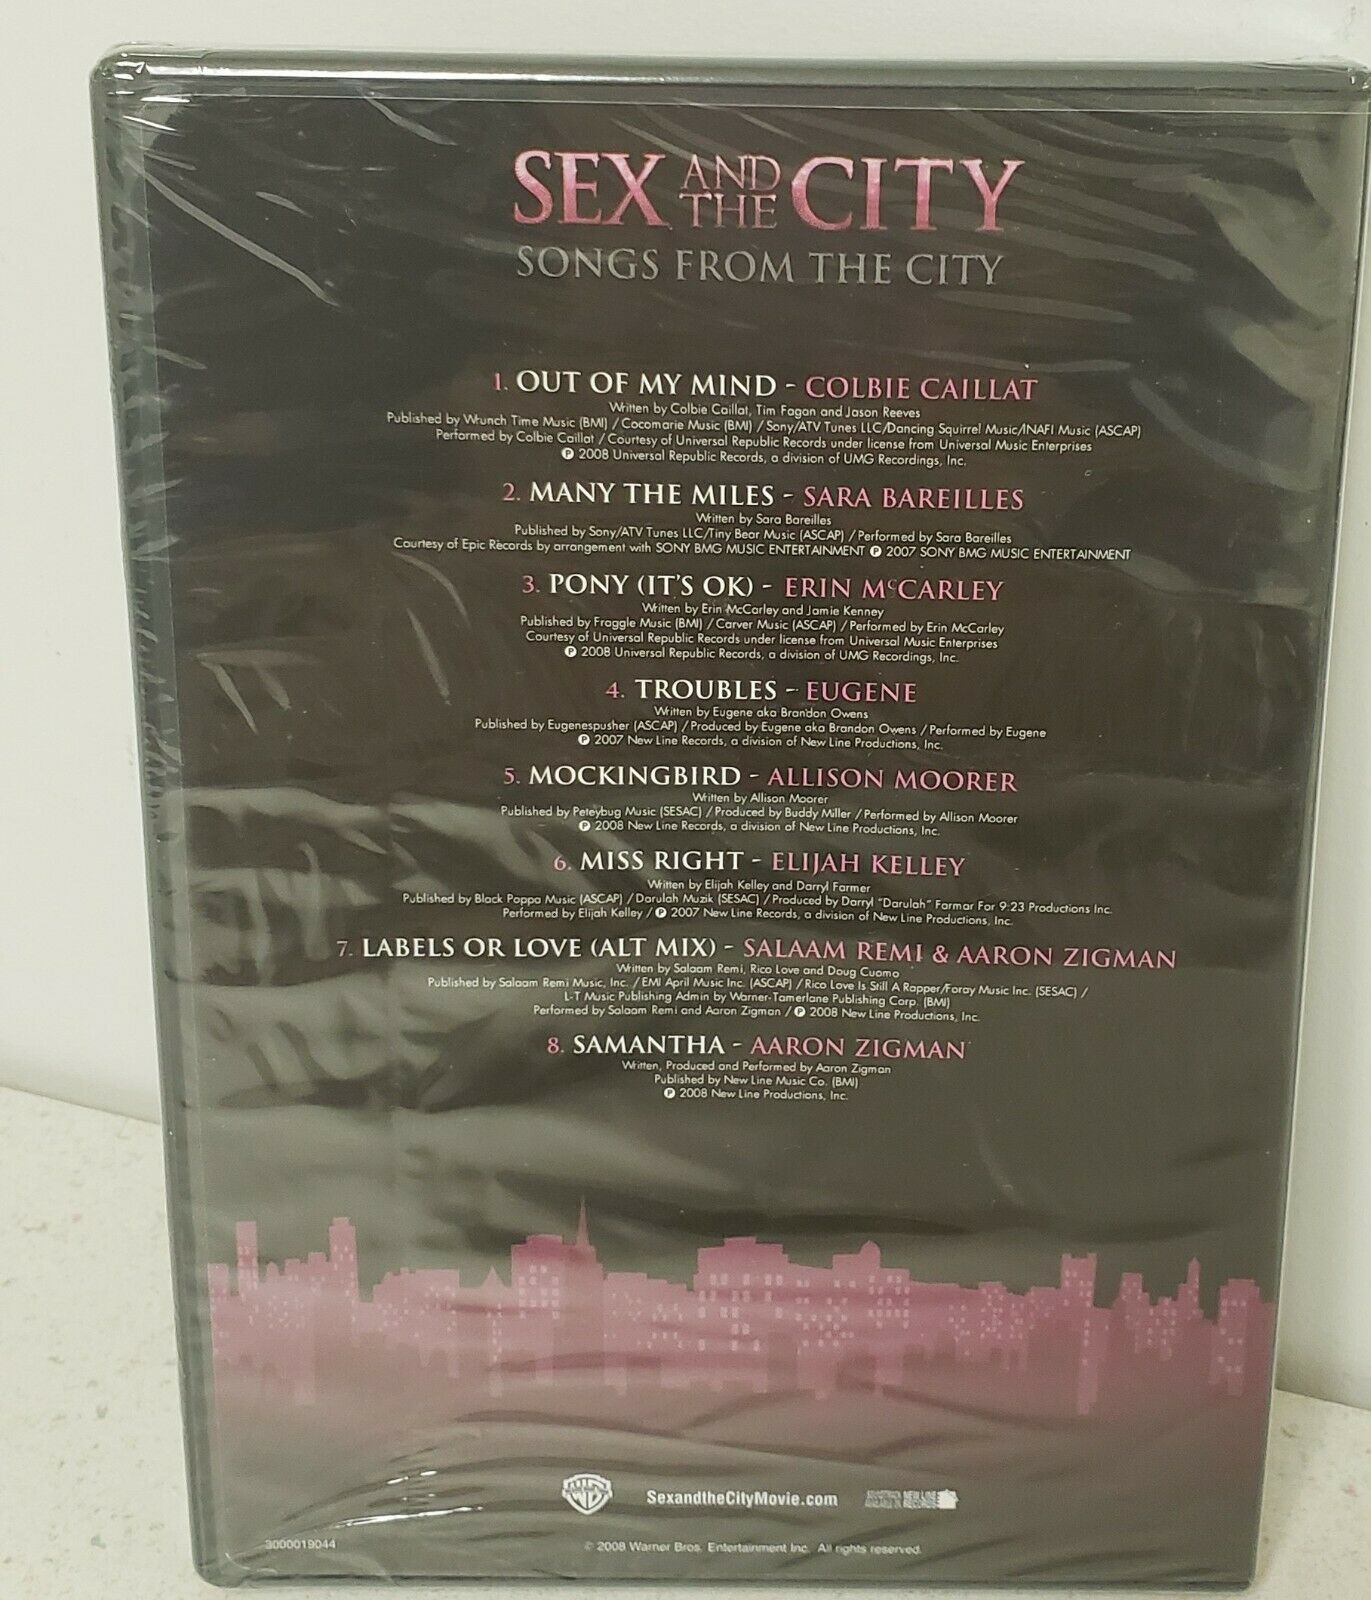 SEX AND THE CITY
SONGS FROM THE CITY
1. OUT OF MY MIND - COLBIE CAILLAT
Written by Colbie Caillat, Tim Fagan and Jason Reeves
Published by Wrunch Time Music (BMI) / Cocomarie Music (BMI) / Sony/ATV Tunes LLC/Dancing Squirrel Music/INAFI Music (ASCAP)
Performed by Colbie Caillat / Courtesy of Universal Republic Records under license from Universal Music Enterprises
℗ 2008 Universal Republic Records, a division of UMG Recordings, Inc.
2. MANY THE MILES - SARA BAREILLES
Written by Sara Bareilles
Published by Sony/ATV Tunes LLC/Tiny Bear Music (ASCAP) / Performed by Sara Bareilles
Courtesy of Epic Records by arrangement with SONY BMG MUSIC ENTERTAINMENT ℗ 2007 SONY BMG MUSIC ENTERTAINMENT
3. PONY (IT'S OK) - ERIN McCARLEY
Written by Erin McCarley and Jamie Kenney
Published by Fraggle Music (BMI) / Carver Music (ASCAP) / Performed by Erin McCarley
Courtesy of Universal Republic Records under license from Universal Music Enterprises
℗ 2008 Universal Republic Records, a division of UMG Recordings, Inc.
4. TROUBLES - EUGENE
Written by Eugene aka Brandon Owens
Published by Eugenespusher (ASCAP) / Produced by Eugene aka Brandon Owens / Performed by Eugene
℗ 2007 New Line Records, a division of New Line Productions, Inc.
5. MOCKINGBIRD - ALLISON MOORER
Written by Allison Moorer
Published by Peteybug Music (SESAC) / Produced by Buddy Miller / Performed by Allison Moorer
℗ 2008 New Line Records, a division of New Line Productions, Inc.
6. MISS RIGHT - ELIJAH KELLEY
Written by Elijah Kelley and Darryl Farmer
Published by Black Poppa Music (ASCAP) / Darulah Muzik (SESAC) / Produced by Darryl "Darulah" Farmar For 9:23 Productions Inc.
Performed by Elijah Kelley / ℗ 2007 New Line Records, a division of New Line Productions, Inc.
7. LABELS OR LOVE (ALT MIX) - SALAAM REMI & AARON ZIGMAN
Written by Salaam Remi, Rico Love and Doug Cuomo
Published by Salaam Remi Music, Inc. / EMI April Music Inc. (ASCAP) / Rico Love Is Still A Rapper/Foray Music Inc. (SESAC) /
L-T Music Publishing Admin by Warner-Tamerlane Publishing Corp. (BMI)
Performed by Salaam Remi and Aaron Zigman / ℗ 2008 New Line Productions, Inc.
8. SAMANTHA - AARON ZIGMAN
Written, Produced and Performed by Aaron Zigman
Published by New Line Music Co. (BMI)
℗ 2008 New Line Productions, Inc.
WB
SexandtheCityMovie.com
SOUNDTRACK AVAILABLE ON NEW LINE RECORDS
3000019044
© 2008 Warner Bros. Entertainment Inc. All rights reserved.